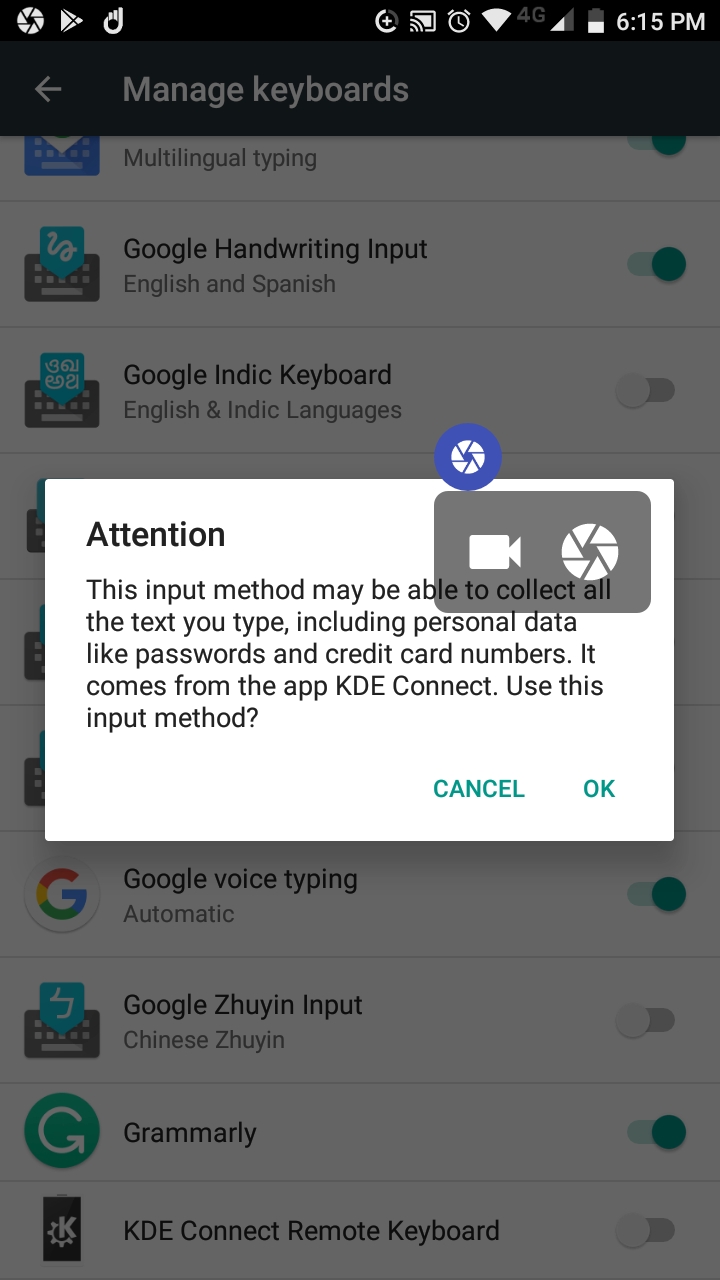 4G 6:15 PM
Manage keyboards
Multilingual typing
Google Handwriting Input
English and Spanish
Google Indic Keyboard
English & Indic Languages
Attention
This input method may be able to collect all
the text you type, including personal data
like passwords and credit card numbers. It
comes from the app KDE Connect. Use this
input method?
CANCEL OK
Google voice typing
Automatic
Google Zhuyin Input
Chinese Zhuyin
Grammarly
KDE Connect Remote Keyboard